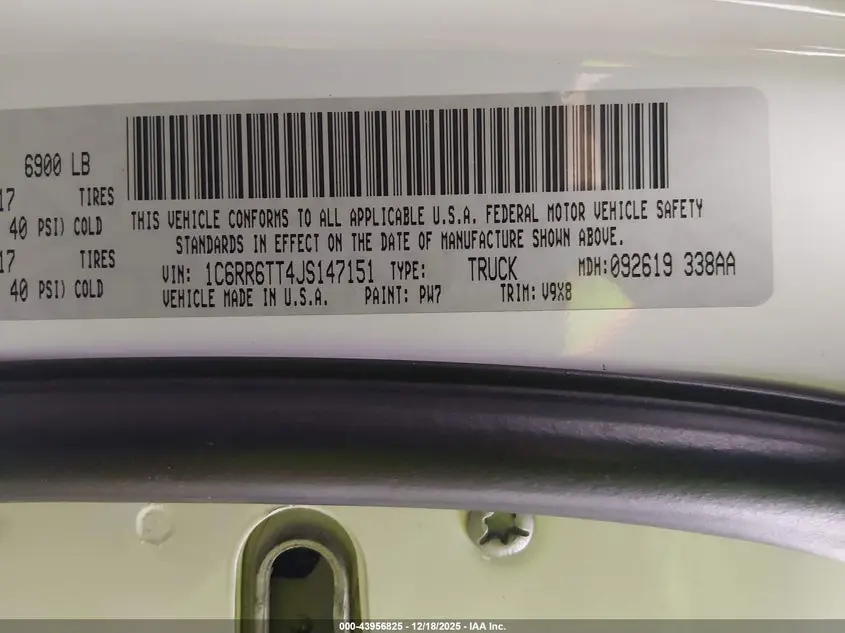 6900 LB
17 TIRES
40 PSI) COLD
17 TIRES
40 PSI) COLD
THIS VEHICLE CONFORMS TO ALL APPLICABLE U.S.A. FEDERAL MOTOR VEHICLE SAFETY
STANDARDS IN EFFECT ON THE DATE OF MANUFACTURE SHOWN ABOVE.
VIN: 1C6RR6TT4JS147151 TYPE: TRUCK MDH:092619 338AA
VEHICLE MADE IN U.S.A. PAINT: PW7 TRIM: V9X8
000-43956825 - 12/18/2025 - IAA Inc.